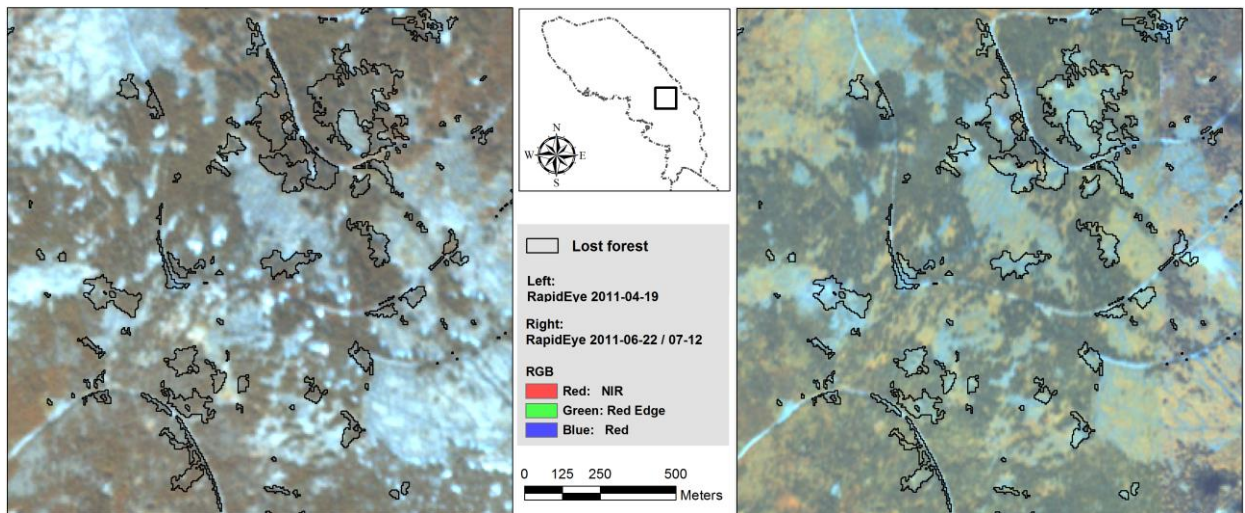 N
W E
S
Lost forest
Left:
RapidEye 2011-04-19
Right:
RapidEye 2011-06-22 / 07-12
RGB
Red: NIR
Green: Red Edge
Blue: Red
0 125 250 500
Meters